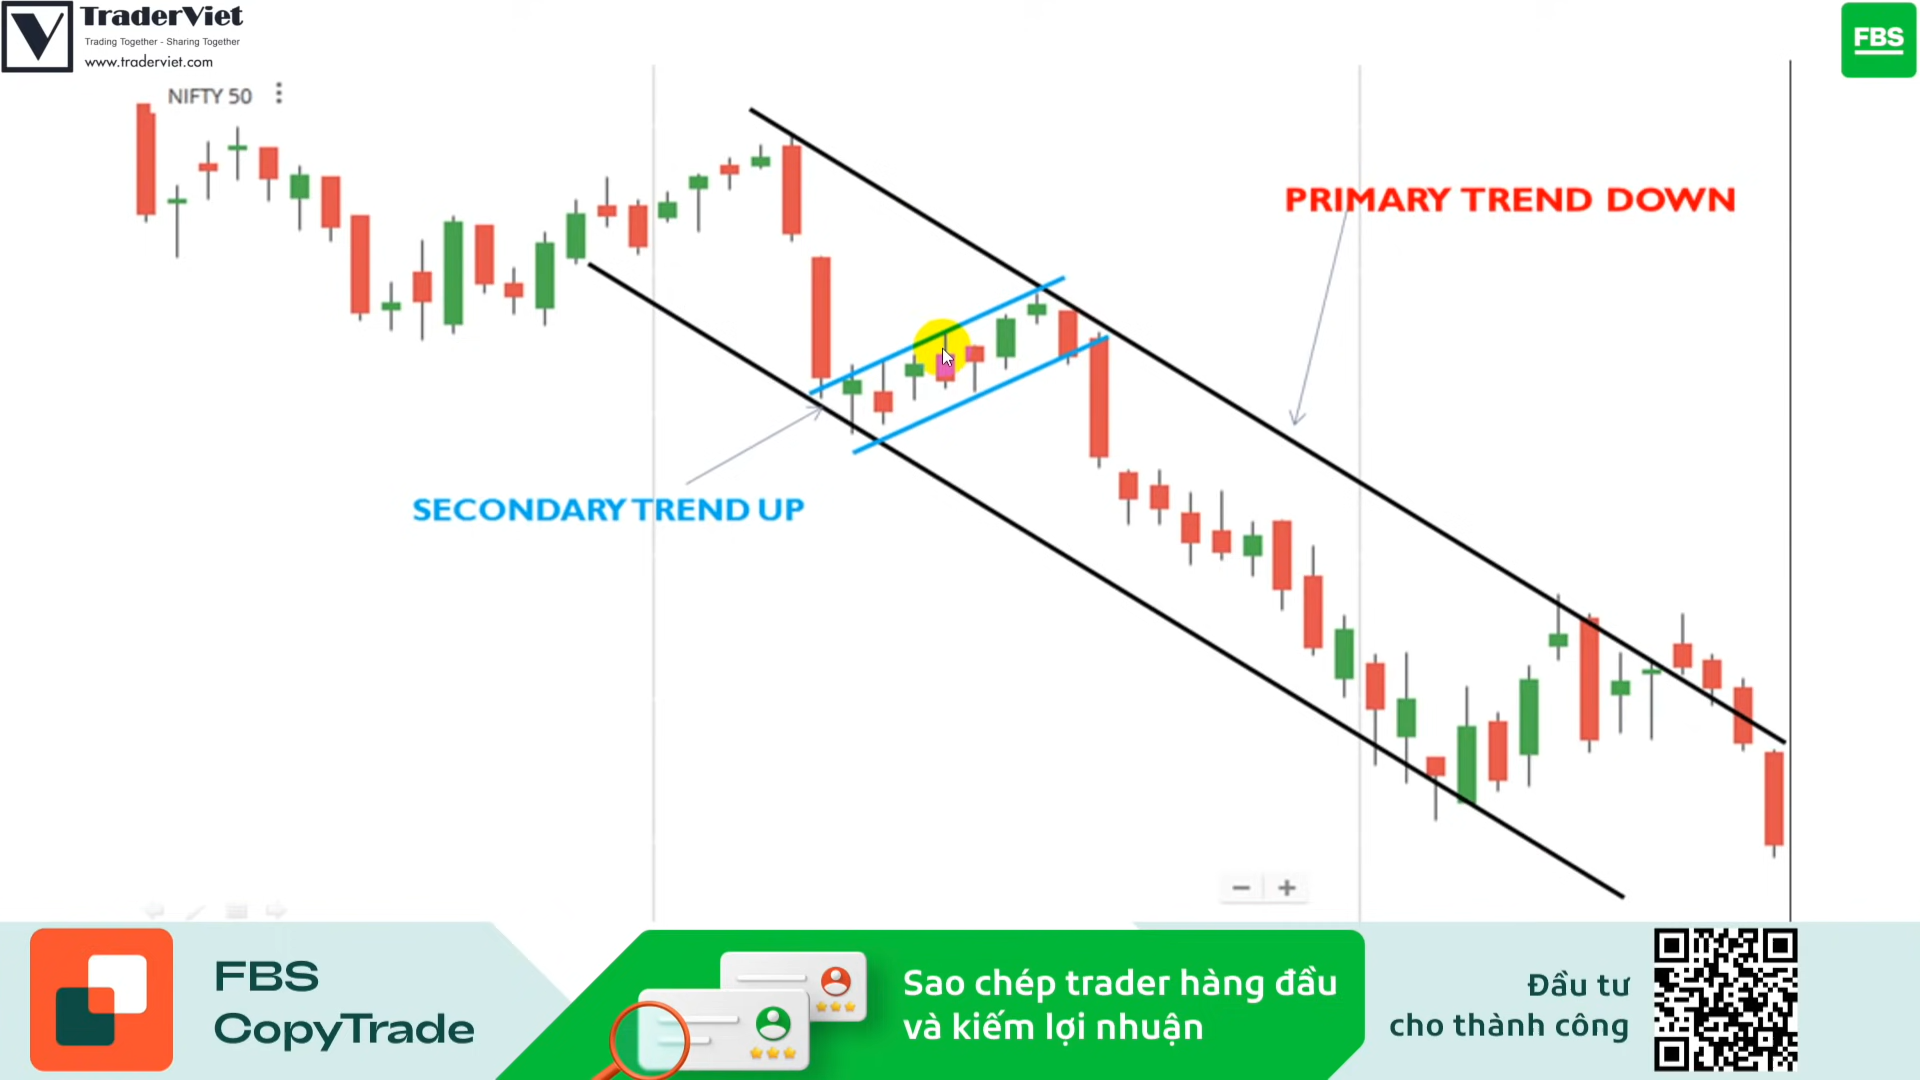 TraderViet
Trading Together - Sharing Together
www.traderviet.com
FBS
NIFTY 50
PRIMARY TREND DOWN
SECONDARY TREND UP
FBS
CopyTrade
Sao chép trader hàng đầu
và kiếm lợi nhuận
Đầu tư
cho thành công